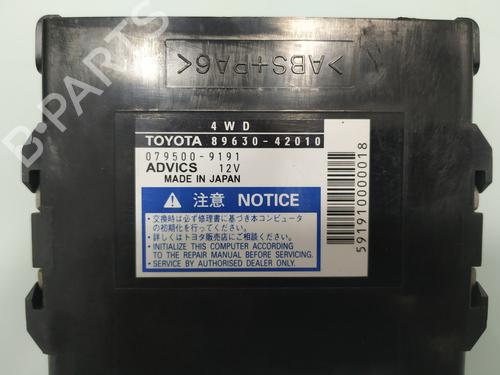 B-PARTS
>ABS+PA6<
4WD
TOYOTA 89630-42010
079500-9191
ADVICS 12V
MADE IN JAPAN
注意 NOTICE
・交換時は必ず修理書に基づき本コンピュータ
の初期化を行ってください。
・詳しくはトヨタ販売店にご相談ください。
・INITIALIZE THIS COMPUTER ACCORDING
TO THE REPAIR MANUAL BEFORE SERVICING.
・SERVICE BY AUTHORISED DEALER ONLY.
591910000018